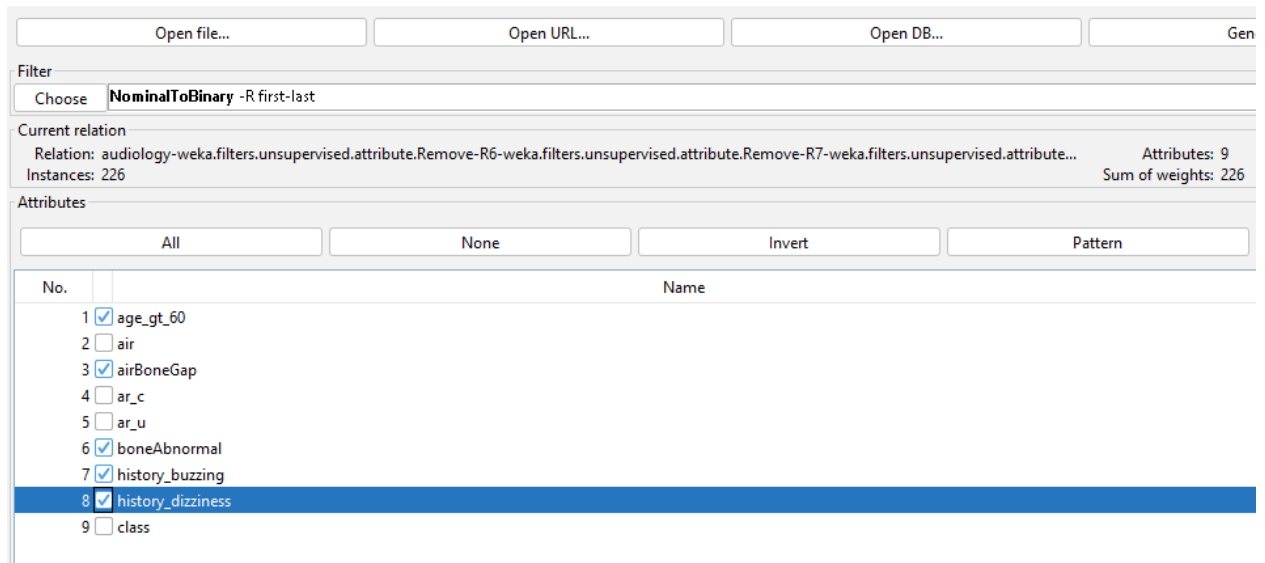 Open file... Open URL... Open DB... Gen
Filter
Choose NominalToBinary -R first-last
Current relation
Relation: audiology-weka.filters.unsupervised.attribute.Remove-R6-weka.filters.unsupervised.attribute.Remove-R7-weka.filters.unsupervised.attribute... Attributes: 9
Instances: 226 Sum of weights: 226
Attributes
All None Invert Pattern
No. Name
1 age_gt_60
2 air
3 airBoneGap
4 ar_c
5 ar_u
6 boneAbnormal
7 history_buzzing
8 history_dizziness
9 class